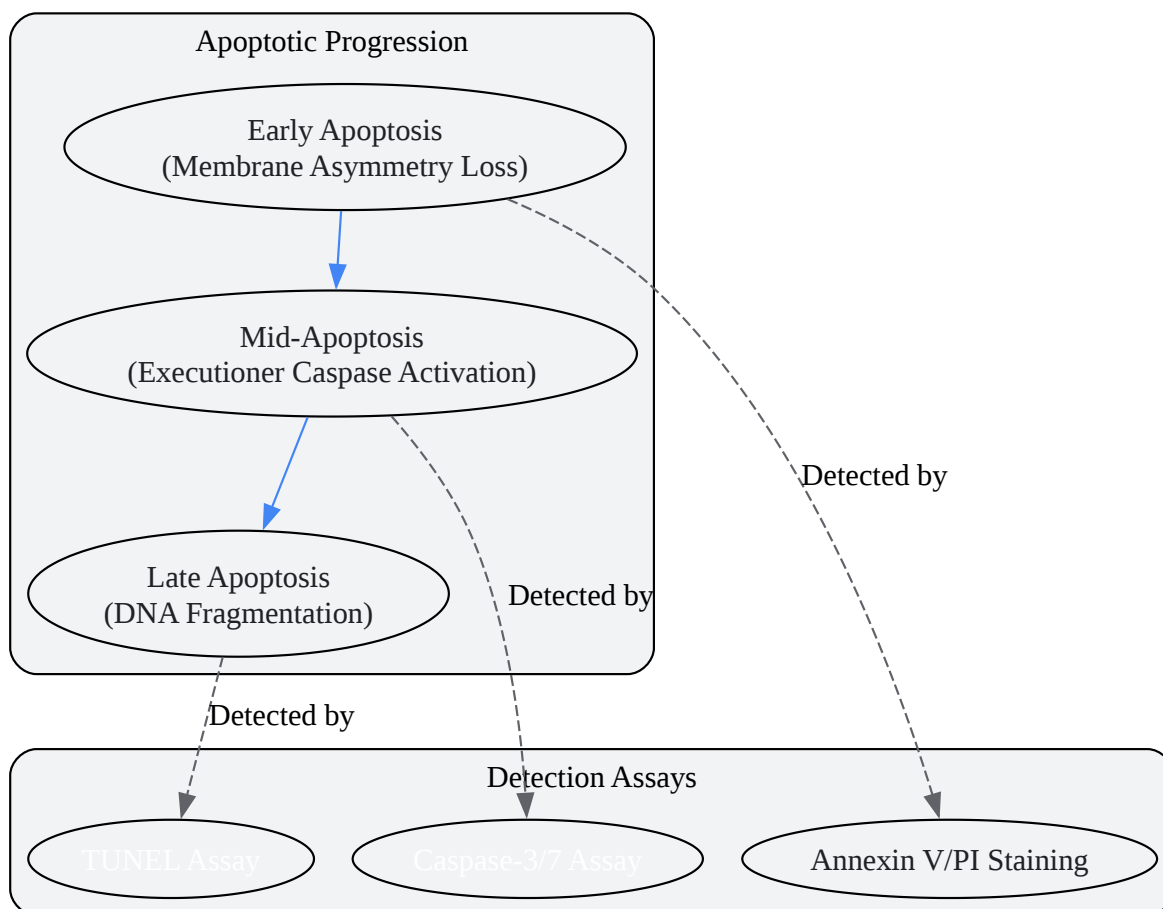 Apoptotic Progression
Early Apoptosis
(Membrane Asymmetry Loss)
Mid-Apoptosis
(Executioner Caspase Activation)
Detected by
Late Apoptosis
(DNA Fragmentation)
Detected by
Detected by
Detection Assays
TUNEL Assay
Caspase-3/7 Assay
Annexin V/PI Staining